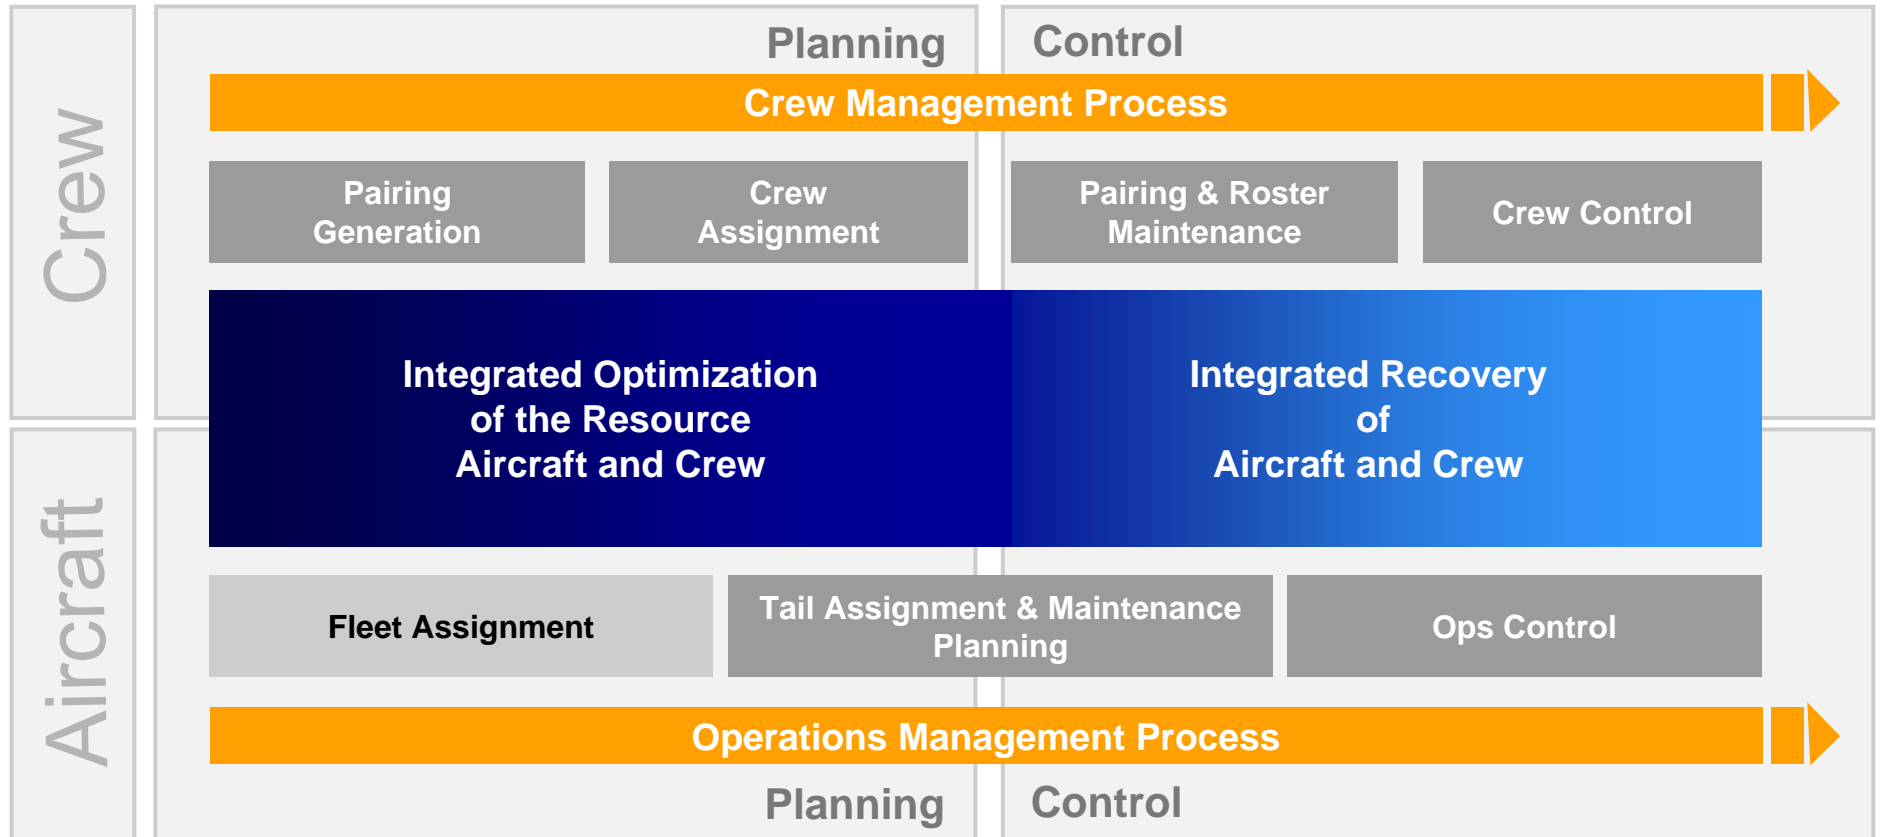 Planning
Control
Crew Management Process
Crew
Pairing
Generation
Crew
Assignment
Pairing & Roster
Maintenance
Crew Control
Integrated Optimization
of the Resource
Aircraft and Crew
Integrated Recovery
of
Aircraft and Crew
Aircraft
Fleet Assignment
Tail Assignment & Maintenance
Planning
Ops Control
Operations Management Process
Planning
Control